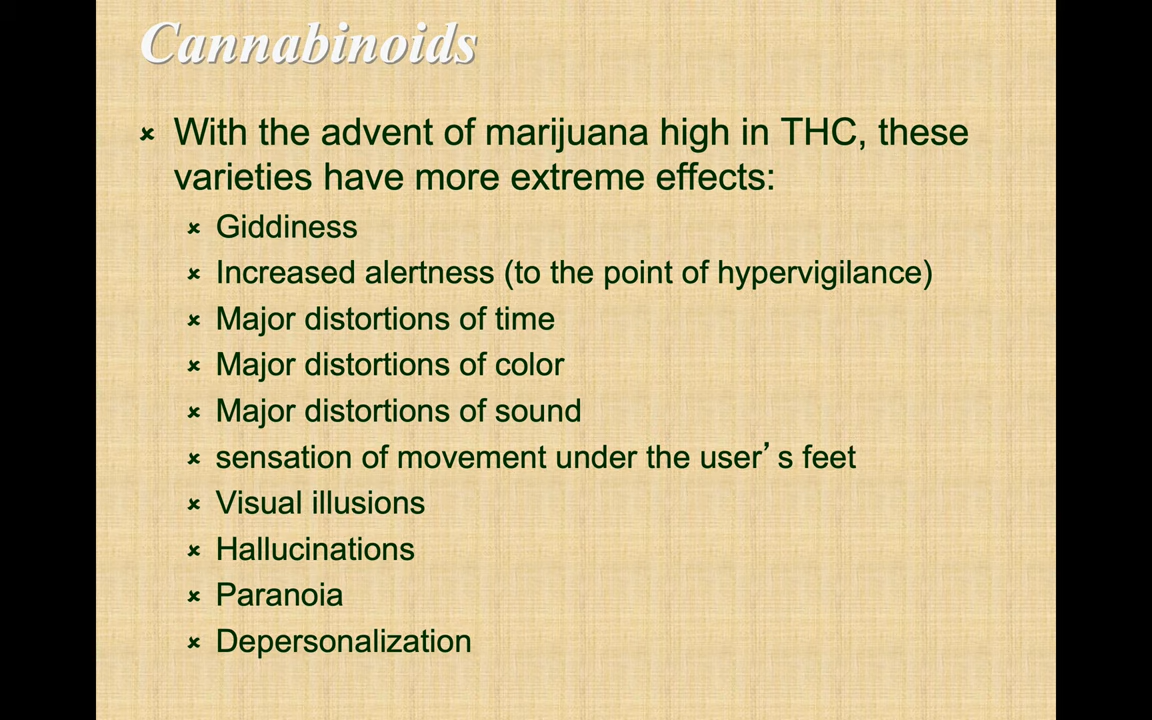 Cannabinoids
With the advent of marijuana high in THC, these
varieties have more extreme effects:
Giddiness
Increased alertness (to the point of hypervigilance)
Major distortions of time
Major distortions of color
Major distortions of sound
sensation of movement under the user’s feet
Visual illusions
Hallucinations
Paranoia
Depersonalization